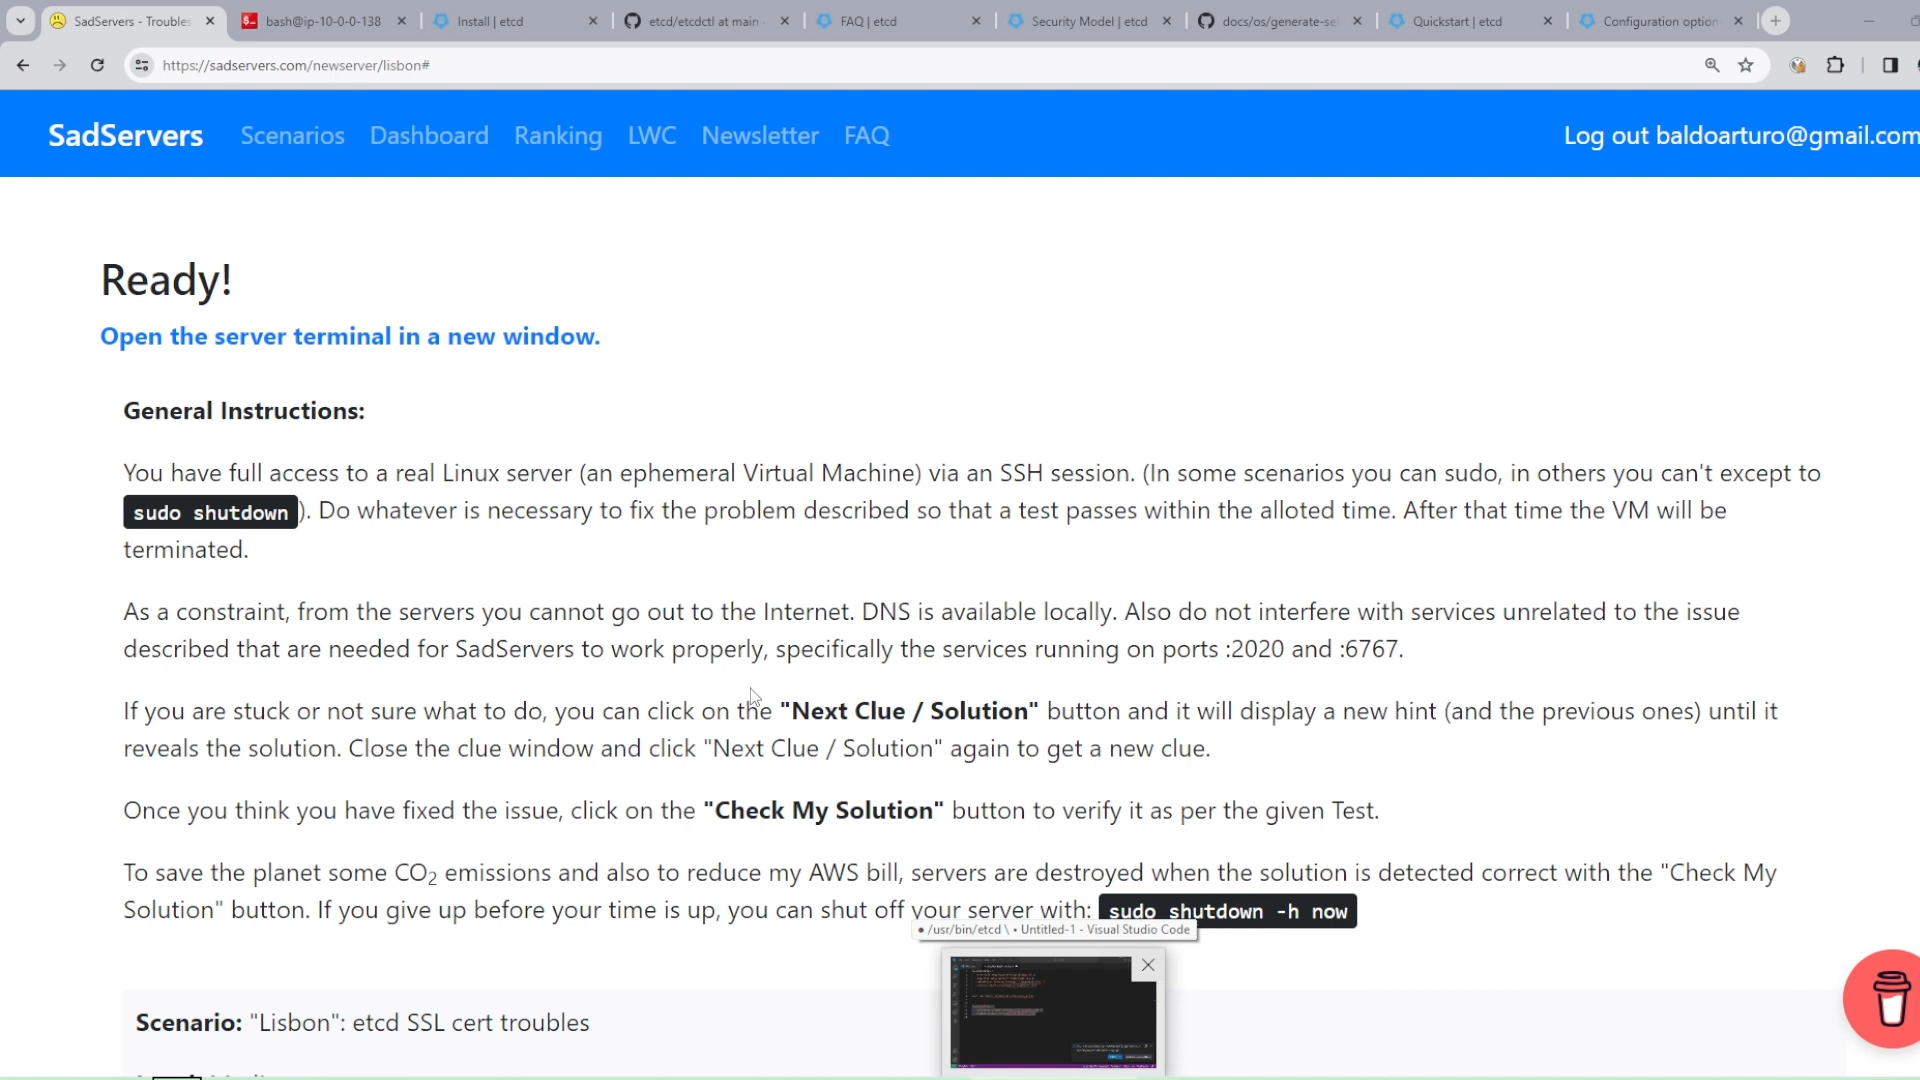 SadServers - Troubles
bash@ip-10-0-0-138
Install | etcd
etcd/etcdctl at main
FAQ | etcd
Security Model | etcd
docs/os/generate-sel
Quickstart | etcd
Configuration option
https://sadservers.com/newserver/lisbon#
SadServers Scenarios Dashboard Ranking LWC Newsletter FAQ
Log out baldoarturo@gmail.com
Ready!
Open the server terminal in a new window.
General Instructions:
You have full access to a real Linux server (an ephemeral Virtual Machine) via an SSH session. (In some scenarios you can sudo, in others you can't except to
sudo shutdown). Do whatever is necessary to fix the problem described so that a test passes within the alloted time. After that time the VM will be
terminated.
As a constraint, from the servers you cannot go out to the Internet. DNS is available locally. Also do not interfere with services unrelated to the issue
described that are needed for SadServers to work properly, specifically the services running on ports :2020 and :6767.
If you are stuck or not sure what to do, you can click on the "Next Clue / Solution" button and it will display a new hint (and the previous ones) until it
reveals the solution. Close the clue window and click "Next Clue / Solution" again to get a new clue.
Once you think you have fixed the issue, click on the "Check My Solution" button to verify it as per the given Test.
To save the planet some CO₂ emissions and also to reduce my AWS bill, servers are destroyed when the solution is detected correct with the "Check My
Solution" button. If you give up before your time is up, you can shut off your server with: sudo shutdown -h now
● /usr/bin/etcd \ • Untitled-1 - Visual Studio Code
Scenario: "Lisbon": etcd SSL cert troubles